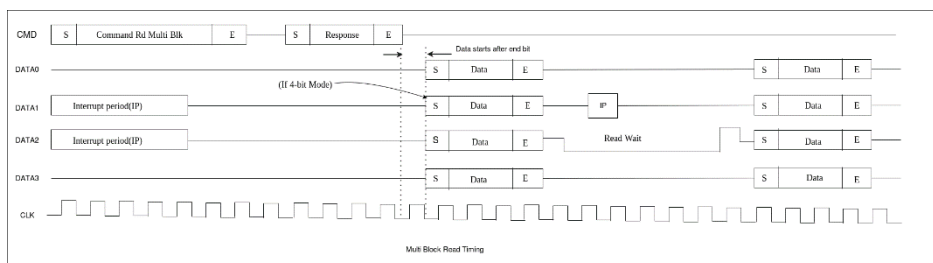 CMD S Command Rd Multi Blk E S Response E
Data starts after end bit
DATA0 S Data E S Data E
(If 4-bit Mode)
DATA1 Interrupt period(IP) S Data E IP S Data E
DATA2 Interrupt period(IP) S Data E Read Wait S Data E
DATA3 S Data E S Data E
CLK
Multi Block Road Timing